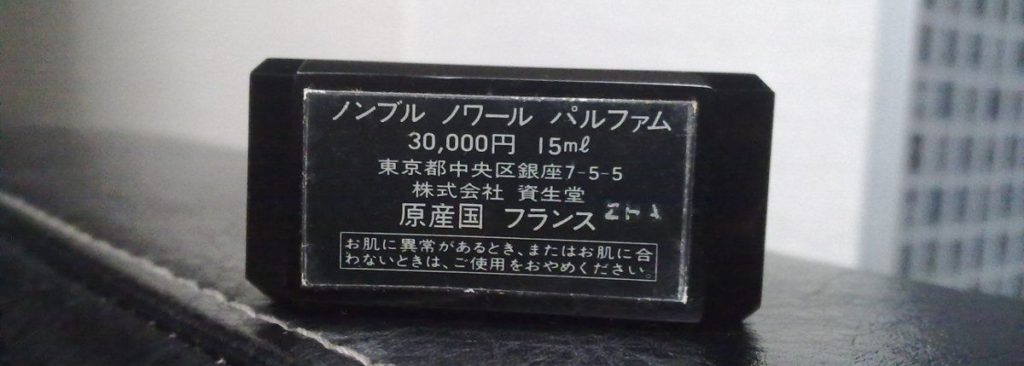 ノンブル ノワール パルファム
30,000円 15ml
東京都中央区銀座7-5-5
株式会社 資生堂
原産国 フランス
お肌に異常があるとき、またはお肌に合
わないときは、ご使用をおやめください。